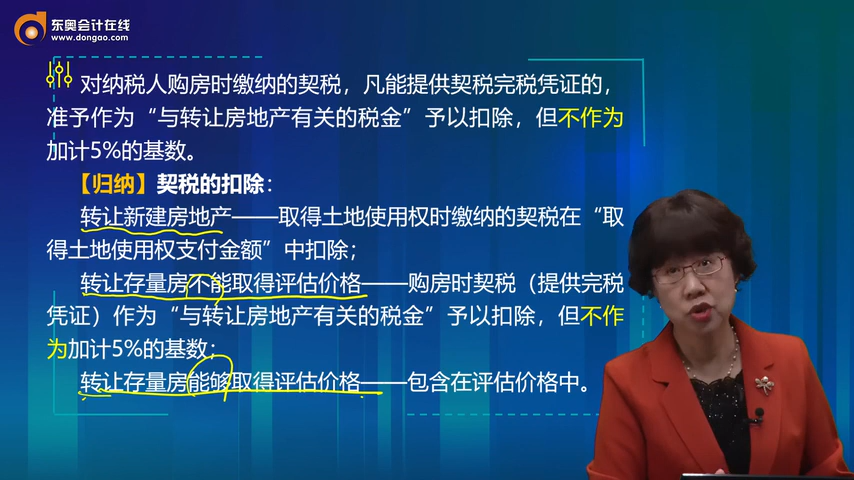 东奥会计在线
www.dongao.com
对纳税人购房时缴纳的契税，凡能提供契税完税凭证的，
准予作为“与转让房地产有关的税金”予以扣除，但不作为
加计5%的基数。
【归纳】契税的扣除：
转让新建房地产——取得土地使用权时缴纳的契税在“取
得土地使用权支付金额”中扣除；
转让存量房不能取得评估价格——购房时契税（提供完税
凭证）作为“与转让房地产有关的税金”予以扣除，但不作
为加计5%的基数；
转让存量房能够取得评估价格——包含在评估价格中。